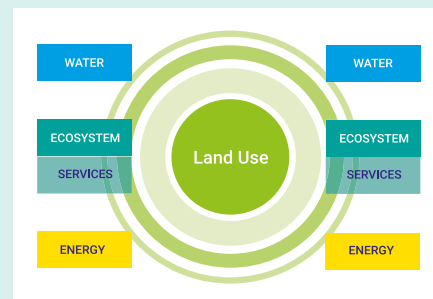 WATER
ECOSYSTEM
SERVICES
ENERGY
Land Use
WATER
ECOSYSTEM
SERVICES
ENERGY